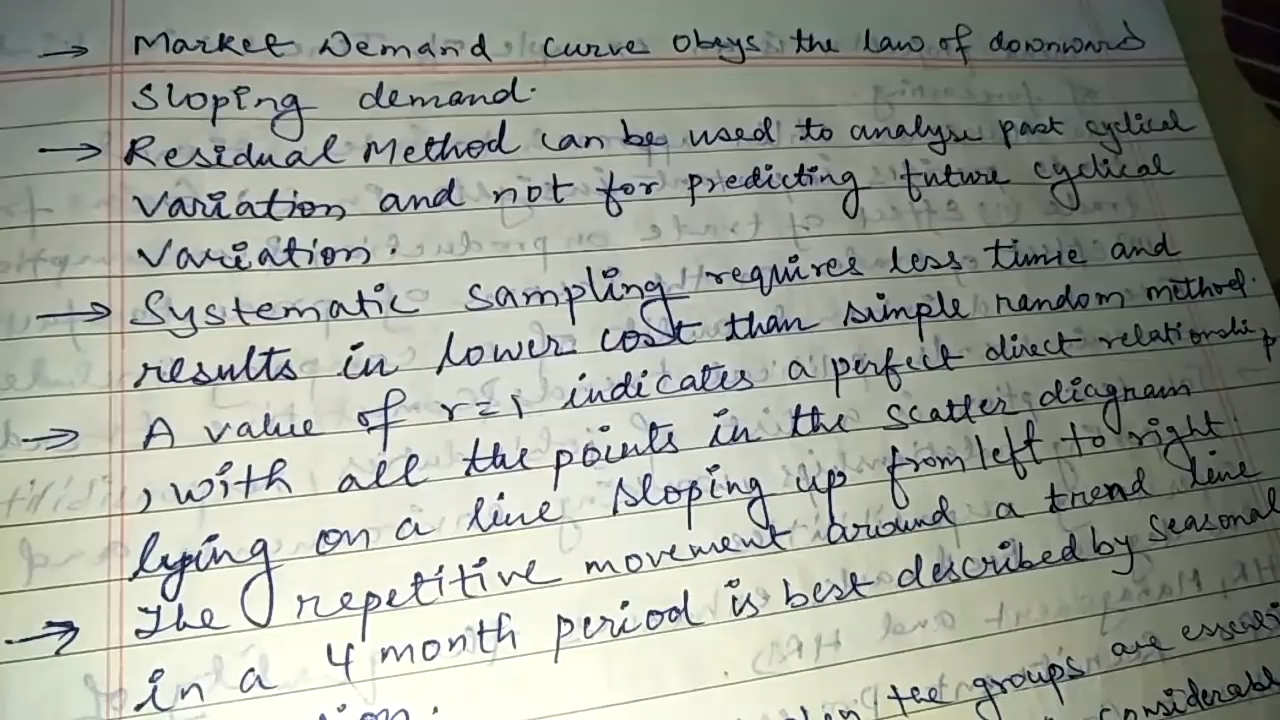 → Market Demand curve obeys the law of downward
sloping demand.
→ Residual Method can be used to analyse past cyclical
variation and not for predicting future cyclical
variation.
→ Systematic sampling requires less time and
results in lower cost than simple random method.
→ A value of r=1 indicates a perfect direct relationship
, with all the points in the scatter diagram
lying on a line sloping up from left to right.
→ The repetitive movement around a trend line
in a 4 month period is best described by seasonal
the groups are